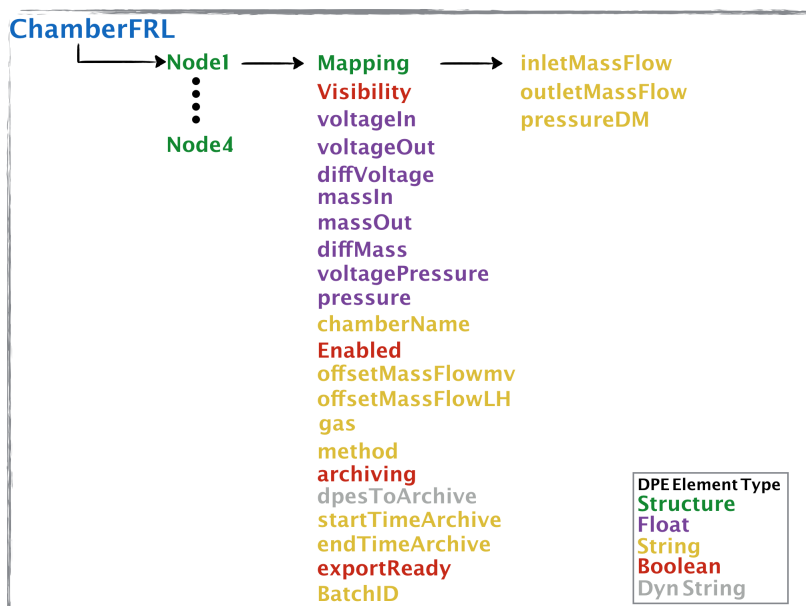 ChamberFRL
Node1
Node4
Mapping
Visibility
voltageIn
voltageOut
diffVoltage
massIn
massOut
diffMass
voltagePressure
pressure
chamberName
Enabled
offsetMassFlowmv
offsetMassFlowLH
gas
method
archiving
dpesToArchive
startTimeArchive
endTimeArchive
exportReady
BatchID
inletMassFlow
outletMassFlow
pressureDM
DPE Element Type
Structure
Float
String
Boolean
Dyn String